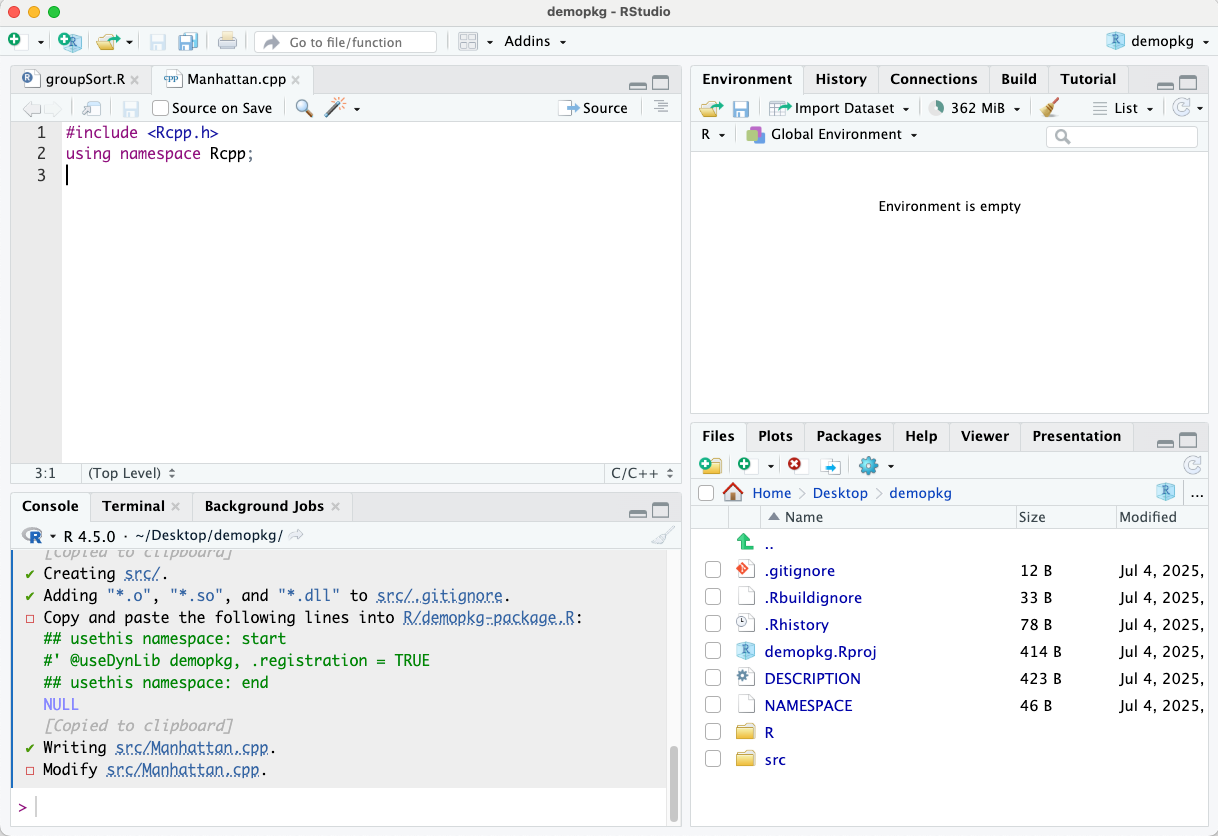 demopkg - RStudio
Go to file/function
Addins
demopkg
groupSort.R
Manhattan.cpp
Source on Save
Source
1 #include <Rcpp.h>
2 using namespace Rcpp;
3
3:1 (Top Level) C/C++
Console Terminal Background Jobs
R 4.5.0 · ~/Desktop/demopkg/
[Copied to clipboard]
✔ Creating src/.
✔ Adding "*.o", "*.so", and "*.dll" to src/.gitignore.
☐ Copy and paste the following lines into R/demopkg-package.R:
## usethis namespace: start
#' @useDynLib demopkg, .registration = TRUE
## usethis namespace: end
NULL
[Copied to clipboard]
✔ Writing src/Manhattan.cpp.
☐ Modify src/Manhattan.cpp.
>
Environment History Connections Build Tutorial
Import Dataset 362 MiB List
R Global Environment
Environment is empty
Files Plots Packages Help Viewer Presentation
Home Desktop demopkg ...
Name Size Modified
..
.gitignore 12 B Jul 4, 2025,
.Rbuildignore 33 B Jul 4, 2025,
.Rhistory 78 B Jul 4, 2025,
demopkg.Rproj 414 B Jul 4, 2025,
DESCRIPTION 423 B Jul 4, 2025,
NAMESPACE 46 B Jul 4, 2025,
R
src